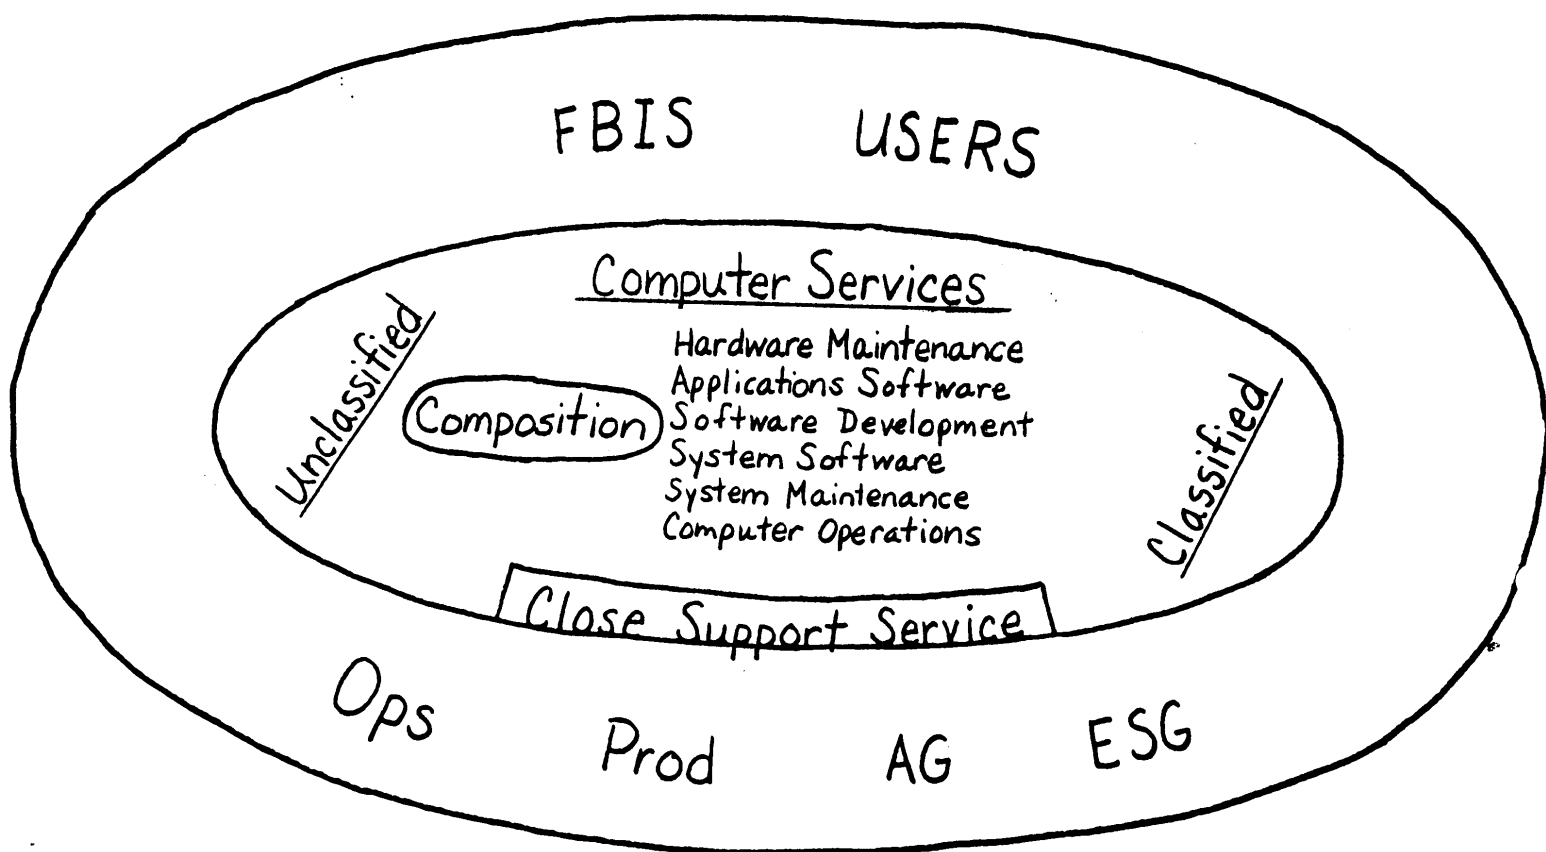 FBIS USERS
Computer Services
Unclassified
Composition
Hardware Maintenance
Applications Software
Software Development
System Software
System Maintenance
Computer Operations
Classified
Close Support Service
Ops
Prod
AG
ESG